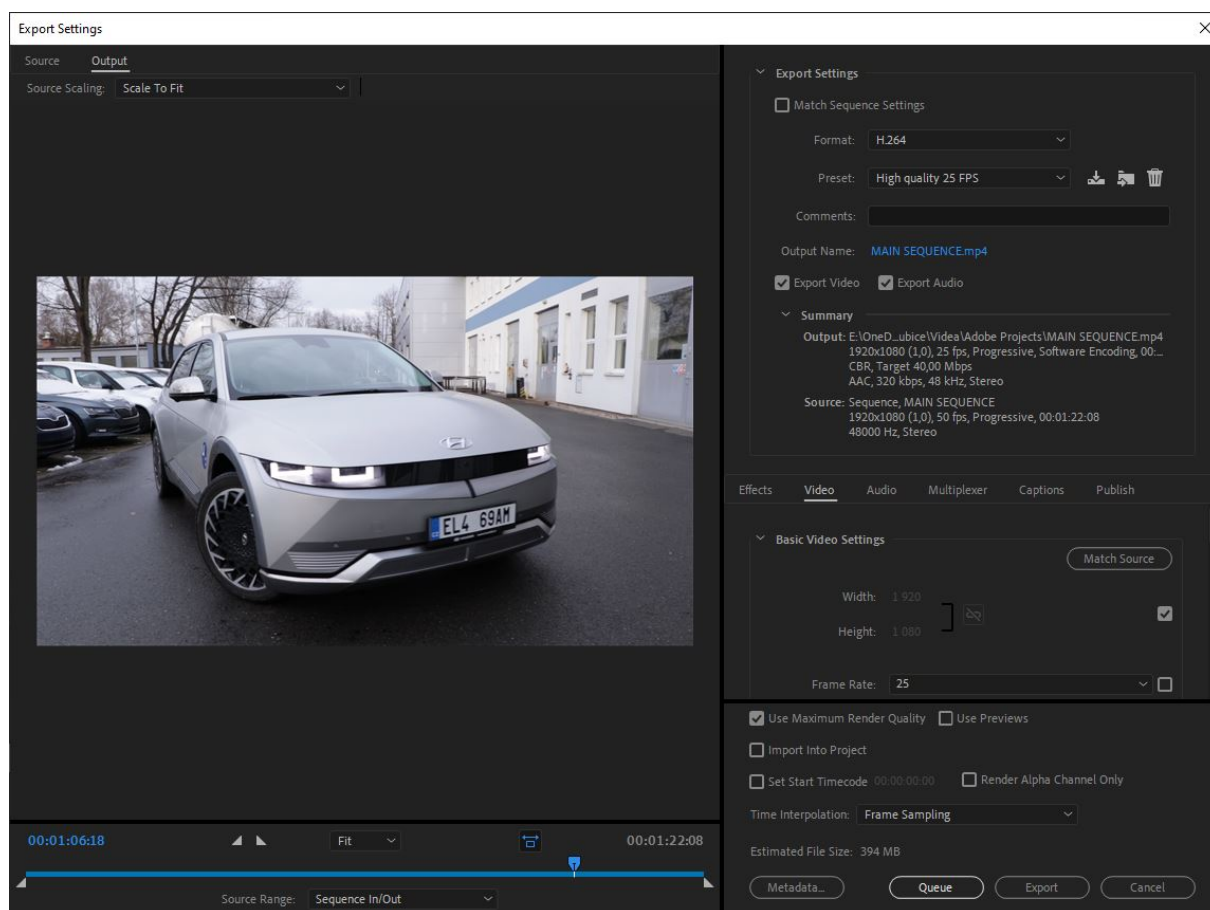 Export Settings
Source Output
Source Scaling: Scale To Fit
EL4 69AM
00:01:06:18 Fit 00:01:22:08
Source Range: Sequence In/Out
Export Settings
Match Sequence Settings
Format: H.264
Preset: High quality 25 FPS
Comments:
Output Name: MAIN SEQUENCE.mp4
Export Video Export Audio
Summary
Output: E:\OneD...ubice\Videa\Adobe Projects\MAIN SEQUENCE.mp4
1920x1080 (1,0), 25 fps, Progressive, Software Encoding, 00:...
CBR, Target 40,00 Mbps
AAC, 320 kbps, 48 kHz, Stereo
Source: Sequence, MAIN SEQUENCE
1920x1080 (1,0), 50 fps, Progressive, 00:01:22:08
48000 Hz, Stereo
Effects Video Audio Multiplexer Captions Publish
Basic Video Settings
Match Source
Width: 1 920
Height: 1 080
Frame Rate: 25
Use Maximum Render Quality Use Previews
Import Into Project
Set Start Timecode 00:00:00:00 Render Alpha Channel Only
Time Interpolation: Frame Sampling
Estimated File Size: 394 MB
Metadata... Queue Export Cancel